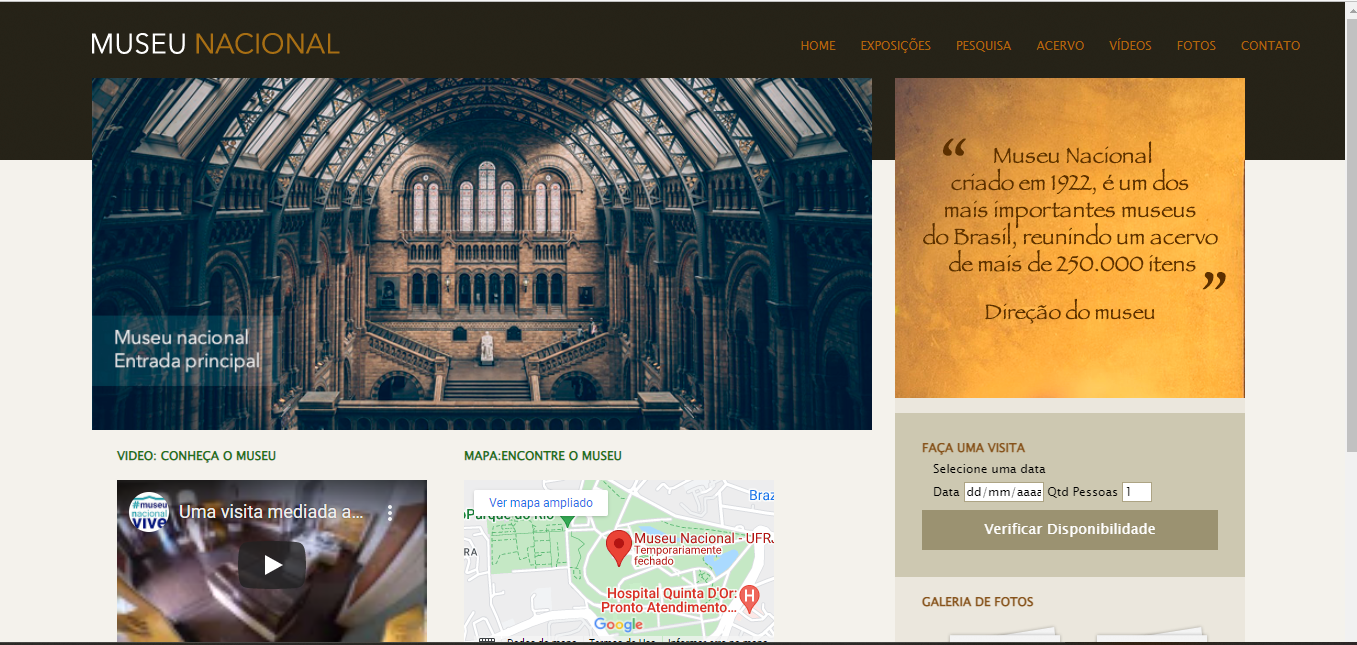 MUSEU NACIONAL
HOME EXPOSIÇÕES PESQUISA ACERVO VÍDEOS FOTOS CONTATO
Museu nacional
Entrada principal
“ Museu Nacional
criado em 1922, é um dos
mais importantes museus
do Brasil, reunindo um acervo
de mais de 250.000 itens ”
Direção do museu
VIDEO: CONHEÇA O MUSEU
#museu
nacional
vive
Uma visita mediada a...
MAPA:ENCONTRE O MUSEU
Ver mapa ampliado
Braz
oParque do Rio
RA
Museu Nacional - UFRJ
Temporariamente
fechado
Hospital Quinta D'Or:
Pronto Atendimento...
H
Google
FAÇA UMA VISITA
Selecione uma data
Data dd/mm/aaaa Qtd Pessoas 1
Verificar Disponibilidade
GALERIA DE FOTOS